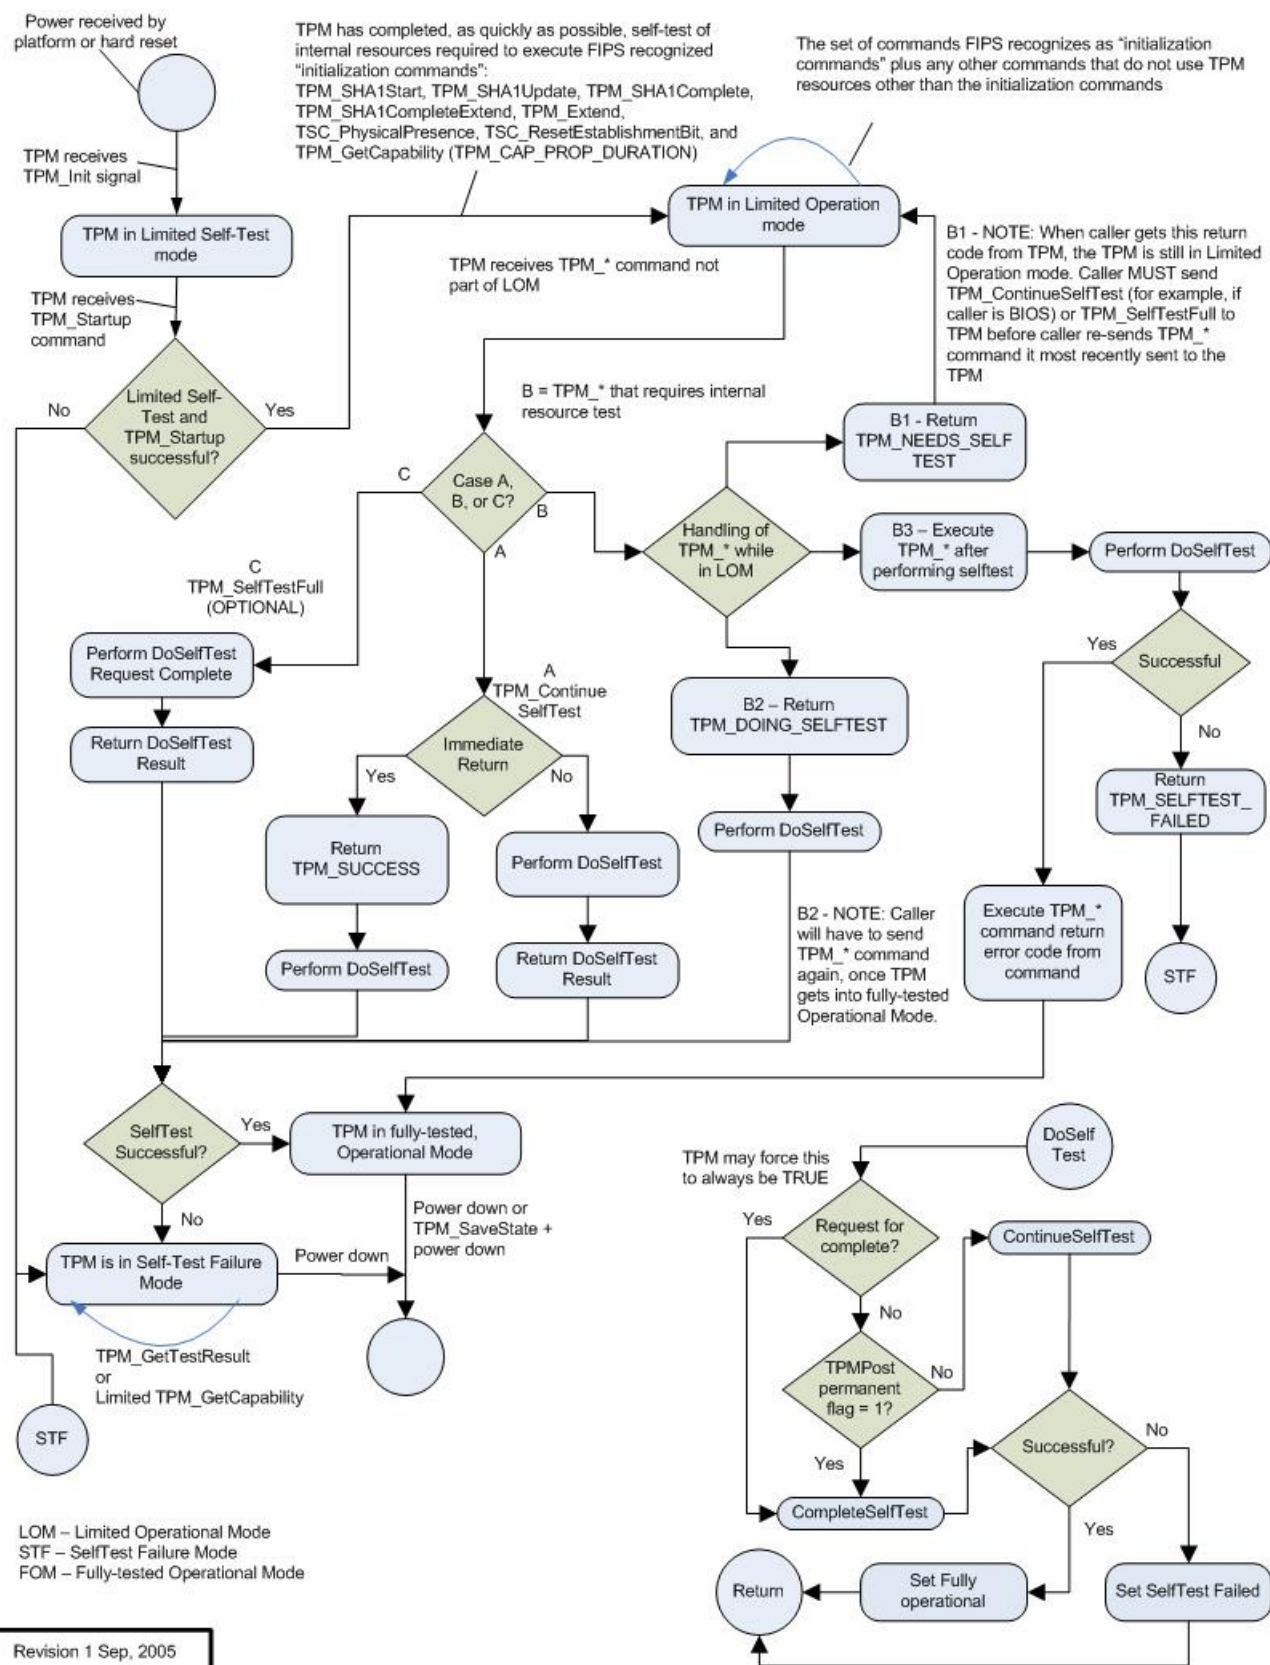 Power received by
platform or hard reset
TPM has completed, as quickly as possible, self-test of
internal resources required to execute FIPS recognized
“initialization commands”:
TPM_SHA1Start, TPM_SHA1Update, TPM_SHA1Complete,
TPM_SHA1CompleteExtend, TPM_Extend,
TSC_PhysicalPresence, TSC_ResetEstablishmentBit, and
TPM_GetCapability (TPM_CAP_PROP_DURATION)
The set of commands FIPS recognizes as “initialization
commands” plus any other commands that do not use TPM
resources other than the initialization commands
TPM receives
TPM_Init signal
TPM in Limited Self-Test
mode
TPM in Limited Operation
mode
TPM receives TPM_* command not
part of LOM
B1 - NOTE: When caller gets this return
code from TPM, the TPM is still in Limited
Operation mode. Caller MUST send
TPM_ContinueSelfTest (for example, if
caller is BIOS) or TPM_SelfTestFull to
TPM before caller re-sends TPM_*
command it most recently sent to the
TPM
TPM receives
TPM_Startup
command
Limited Self-
Test and
TPM_Startup
successful?
No
Yes
B = TPM_* that requires internal
resource test
B1 - Return
TPM_NEEDS_SELF
TEST
Case A,
B, or C?
C
B
A
Handling of
TPM_* while
in LOM
B3 – Execute
TPM_* after
performing selftest
Perform DoSelfTest
C
TPM_SelfTestFull
(OPTIONAL)
Perform DoSelfTest
Request Complete
Return DoSelfTest
Result
A
TPM_Continue
SelfTest
Immediate
Return
Yes
No
B2 – Return
TPM_DOING_SELFTEST
Yes
Successful
No
Return
TPM_SELFTEST_
FAILED
Return
TPM_SUCCESS
Perform DoSelfTest
Perform DoSelfTest
Perform DoSelfTest
Return DoSelfTest
Result
B2 - NOTE: Caller
will have to send
TPM_* command
again, once TPM
gets into fully-tested
Operational Mode.
Execute TPM_*
command return
error code from
command
STF
SelfTest
Successful?
Yes
No
TPM in fully-tested,
Operational Mode
Power down or
TPM_SaveState +
power down
TPM is in Self-Test Failure
Mode
Power down
TPM_GetTestResult
or
Limited TPM_GetCapability
STF
DoSelf
Test
TPM may force this
to always be TRUE
Yes
Request for
complete?
No
ContinueSelfTest
TPMPost
permanent
flag = 1?
No
Yes
CompleteSelfTest
Successful?
No
Yes
Set Fully
operational
Set SelfTest Failed
Return
LOM – Limited Operational Mode
STF – SelfTest Failure Mode
FOM – Fully-tested Operational Mode
Revision 1 Sep, 2005